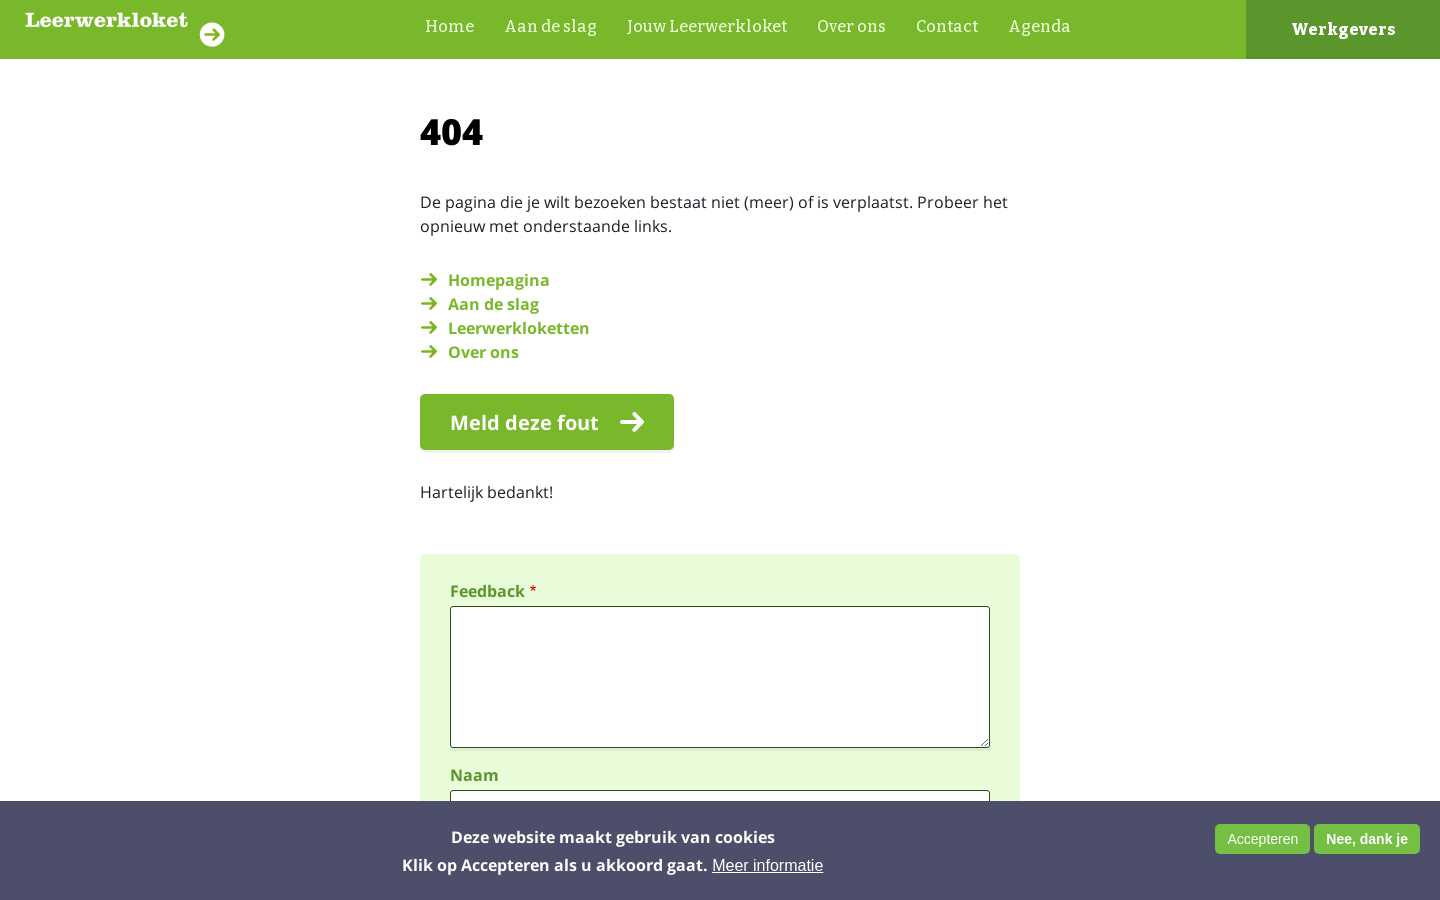 Leerwerkloket
Home Aan de slag Jouw Leerwerkloket Over ons Contact Agenda
Werkgevers
404
De pagina die je wilt bezoeken bestaat niet (meer) of is verplaatst. Probeer het
opnieuw met onderstaande links.
Homepagina
Aan de slag
Leerwerkloketten
Over ons
Meld deze fout
Hartelijk bedankt!
Feedback *
Naam
Deze website maakt gebruik van cookies
Klik op Accepteren als u akkoord gaat. Meer informatie
Accepteren
Nee, dank je